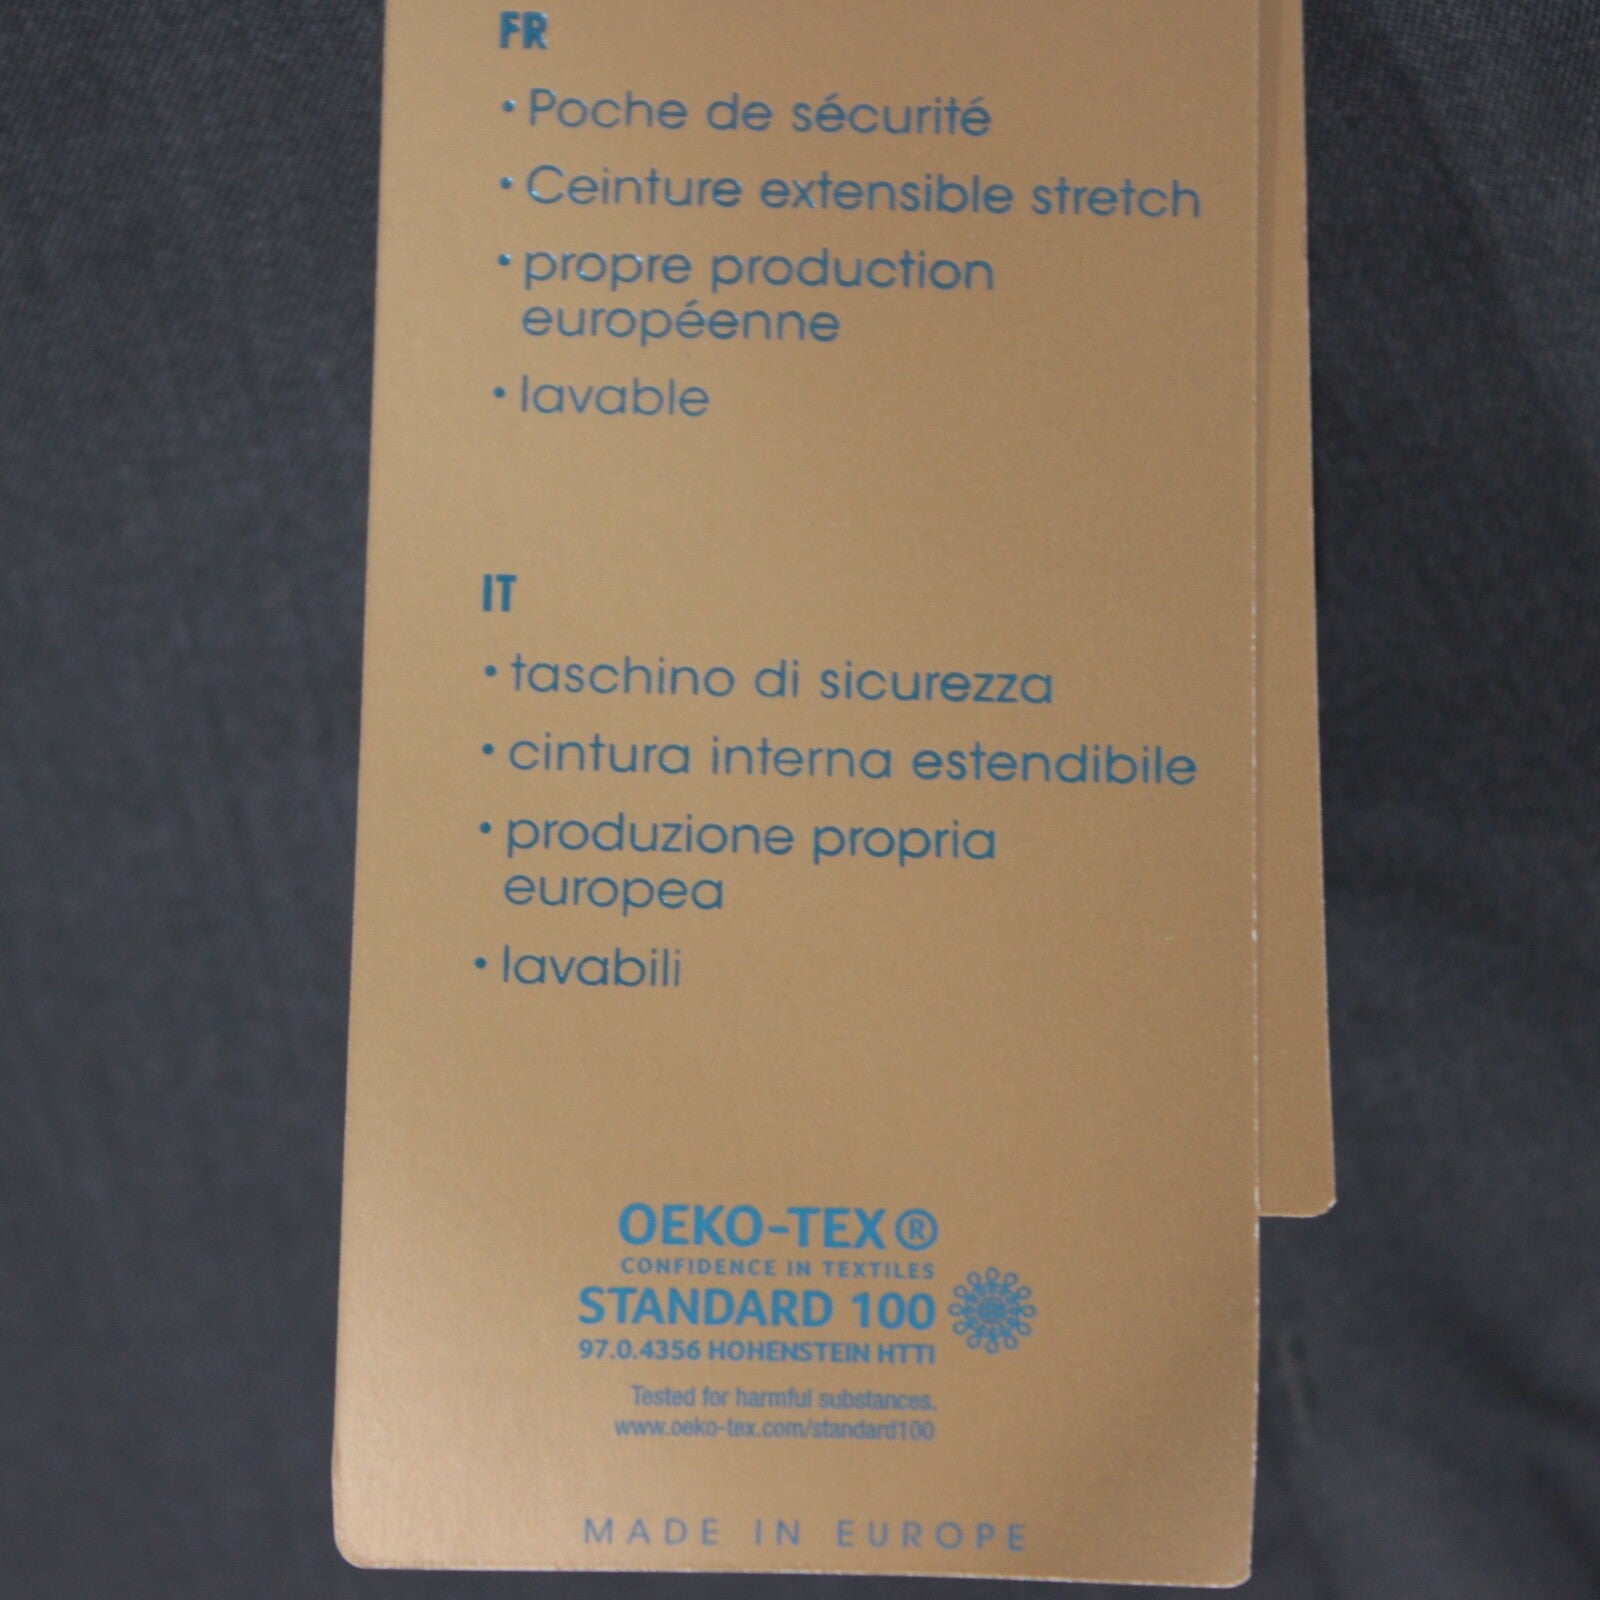 FR
• Poche de sécurité
• Ceinture extensible stretch
• propre production
européenne
• lavable
IT
• taschino di sicurezza
• cintura interna estendibile
• produzione propria
europea
• lavabili
OEKO-TEX®
CONFIDENCE IN TEXTILES
STANDARD 100
97.0.4356 HOHENSTEIN HTTI
Tested for harmful substances.
www.oeko-tex.com/standard100
MADE IN EUROPE